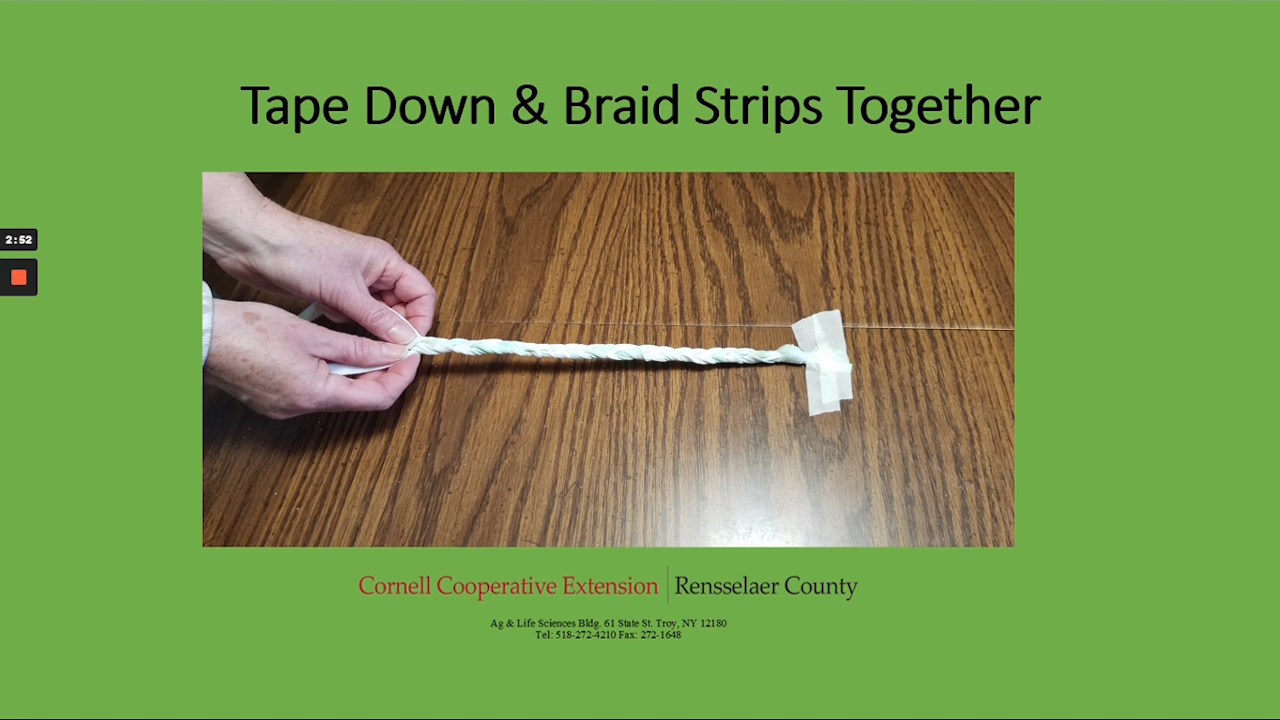 Tape Down & Braid Strips Together
2:52
Cornell Cooperative Extension | Rensselaer County
Ag & Life Sciences Bldg. 61 State St. Troy, NY 12180
Tel: 518-272-4210 Fax: 272-1648